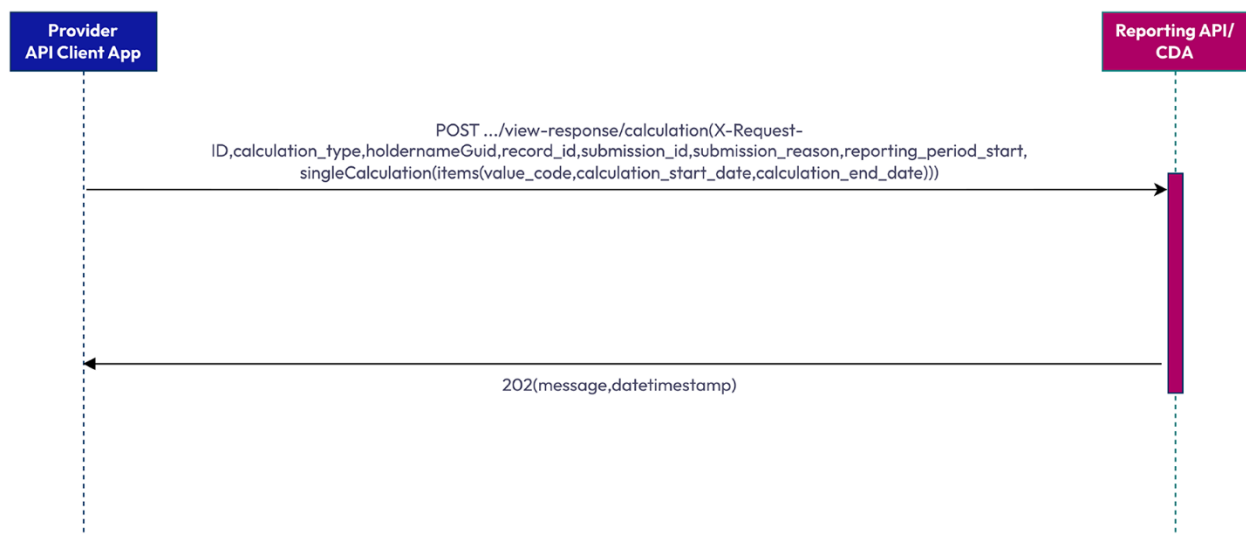 Provider
API Client App
Reporting API/
CDA
POST .../view-response/calculation(X-Request-
ID,calculation_type,holdernameGuid,record_id,submission_id,submission_reason,reporting_period_start,
singleCalculation(items(value_code,calculation_start_date,calculation_end_date)))
202(message,datetimestamp)